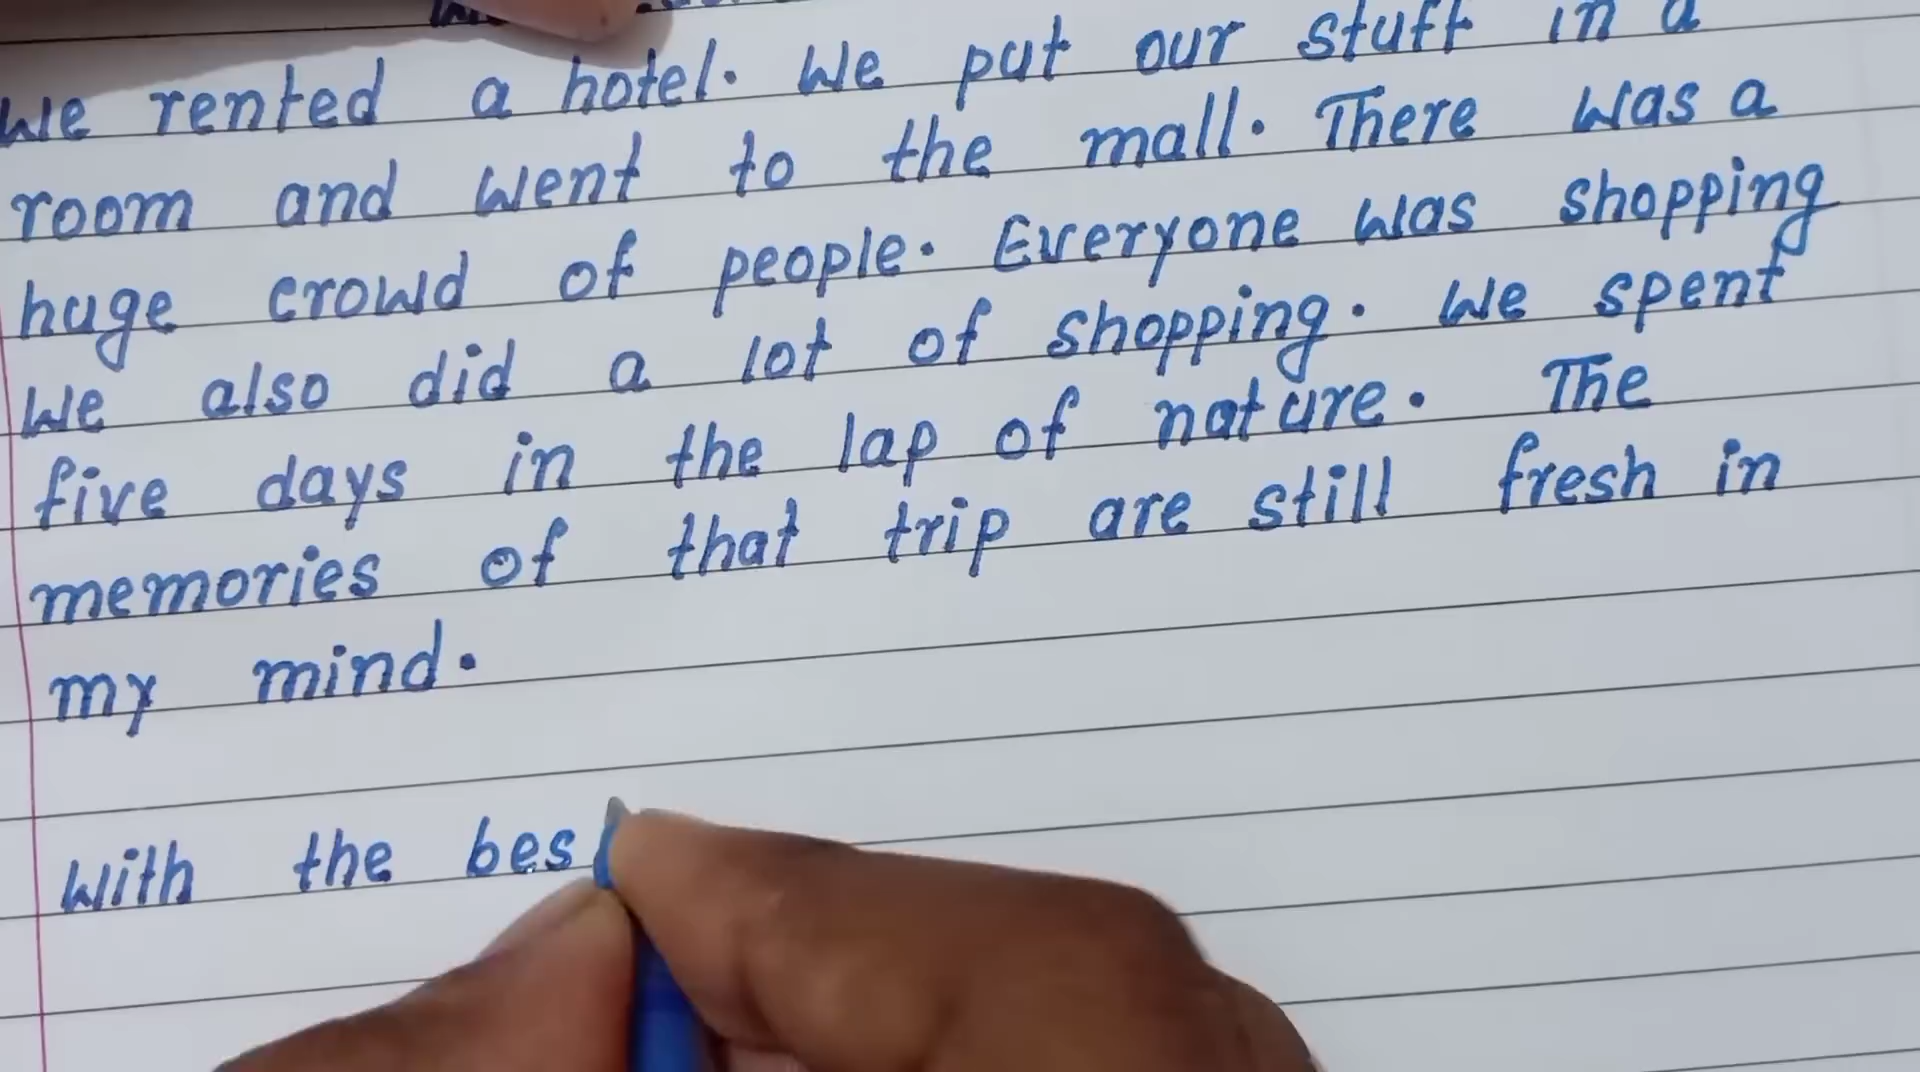 We rented a hotel. We put our stuff in a
room and went to the mall. There was a
huge crowd of people. Everyone was shopping
We also did a lot of shopping. We spent
five days in the lap of nature. The
memories of that trip are still fresh in
my mind.
With the bes